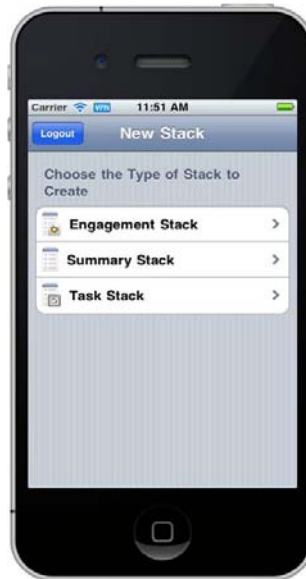 Carrier VPN 11:51 AM
Logout New Stack
Choose the Type of Stack to
Create
Engagement Stack
Summary Stack
Task Stack